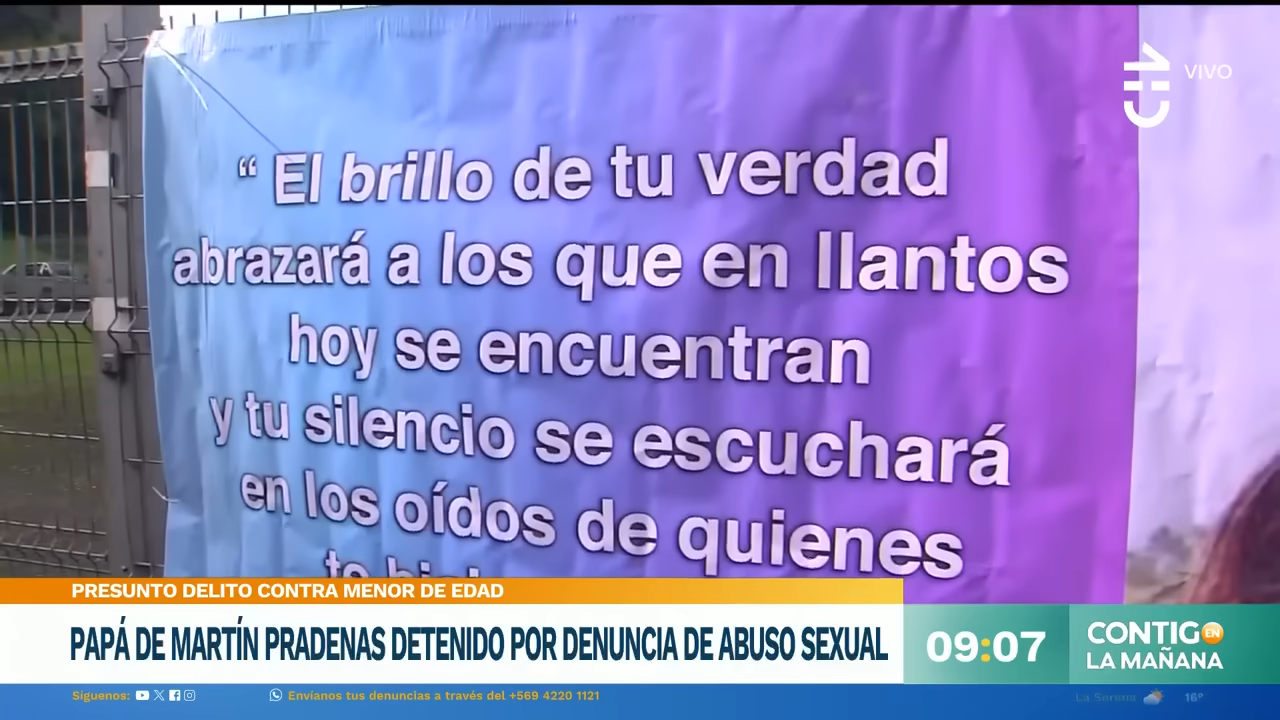 CHV VIVO
“ El brillo de tu verdad
abrazará a los que en llantos
hoy se encuentran
y tu silencio se escuchará
en los oídos de quienes
te
PRESUNTO DELITO CONTRA MENOR DE EDAD
PAPÁ DE MARTÍN PRADENAS DETENIDO POR DENUNCIA DE ABUSO SEXUAL
09:07
CONTIGO EN
LA MAÑANA
Síguenos:
Envíanos tus denuncias a través del +569 4220 1121
La Serena 16°